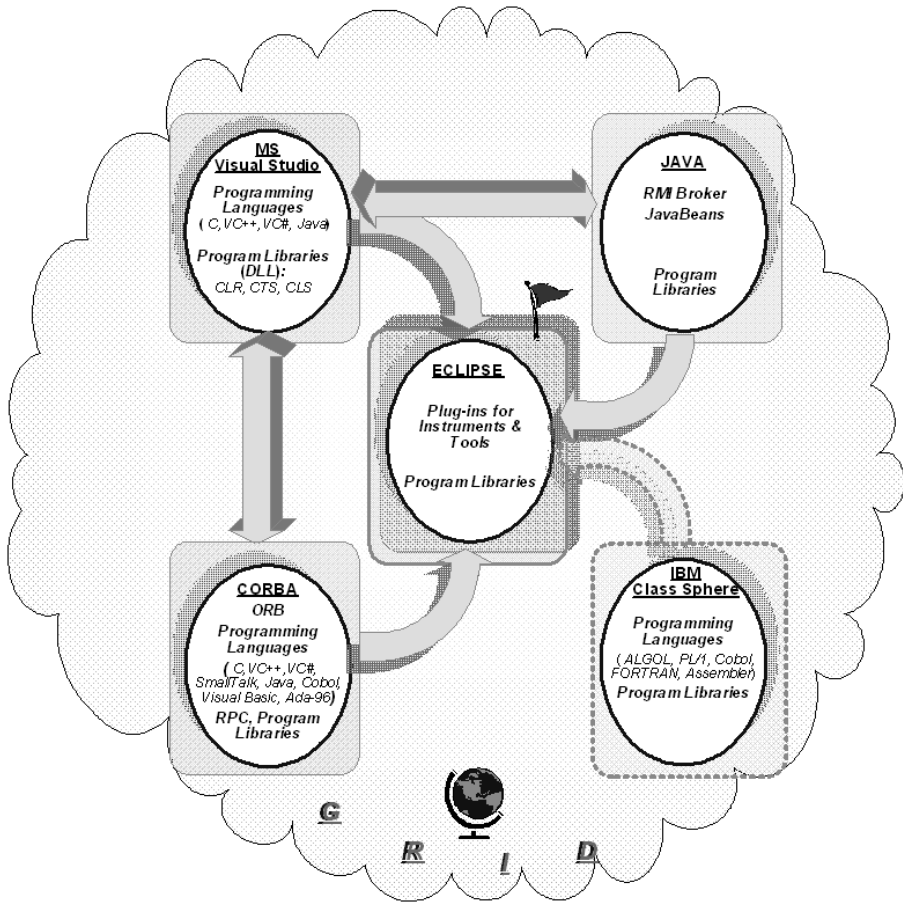 MS
Visual Studio
Programming
Languages
( C,VC++,VC#, Java)
Program Libraries
(DLL):
CLR, CTS, CLS
JAVA
RMI Broker
JavaBeans
Program
Libraries
ECLIPSE
Plug-ins for
Instruments &
Tools
Program Libraries
CORBA
ORB
Programming
Languages
( C,VC++,VC#,
SmallTalk, Java, Cobol,
Visual Basic, Ada-96)
RPC, Program
Libraries
IBM
Class Sphere
Programming
Languages
( ALGOL, PL/1, Cobol,
FORTRAN, Assembler)
Program Libraries
G R I D